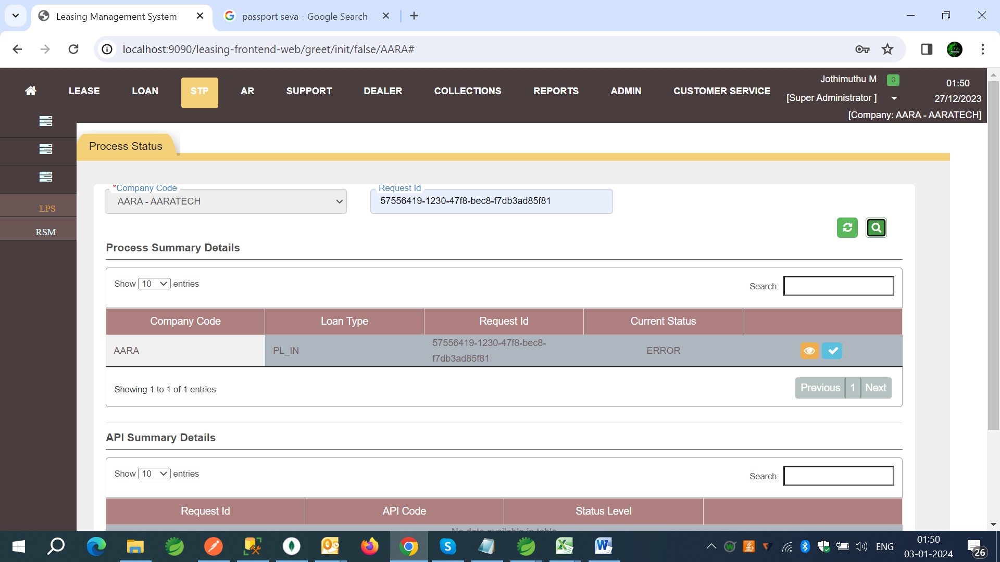 Leasing Management System
passport seva - Google Search
localhost:9090/leasing-frontend-web/greet/init/false/AARA#
LEASE LOAN STP AR SUPPORT DEALER COLLECTIONS REPORTS ADMIN CUSTOMER SERVICE
Jothimuthu M 0
[Super Administrator ]
01:50
27/12/2023
[Company: AARA - AARATECH]
LPS
RSM
Process Status
*Company Code
AARA - AARATECH
Request Id
57556419-1230-47f8-bec8-f7db3ad85f81
Process Summary Details
Show 10 entries
Search:
Company Code Loan Type Request Id Current Status
AARA PL_IN 57556419-1230-47f8-bec8- ERROR
f7db3ad85f81
Showing 1 to 1 of 1 entries
Previous 1 Next
API Summary Details
Show 10 entries
Search:
Request Id API Code Status Level
No data available in table
ENG
01:50
03-01-2024
26